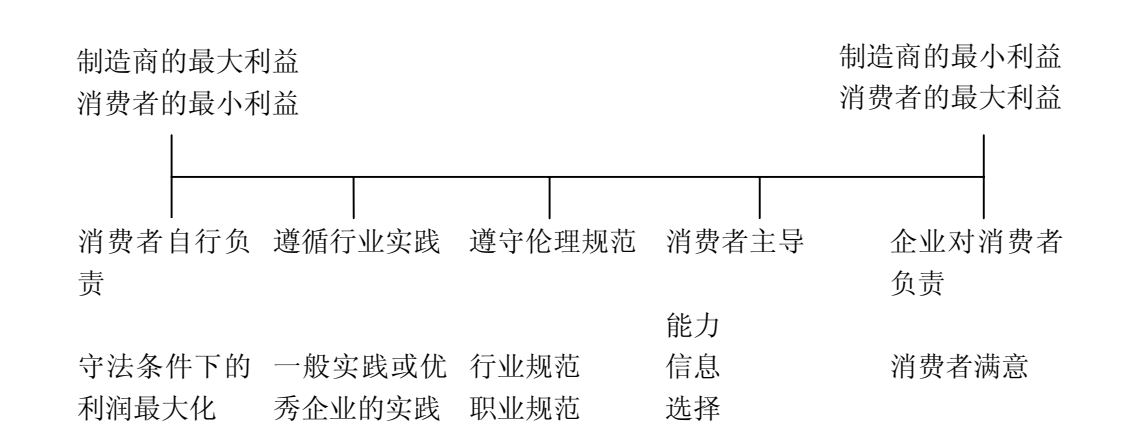 制造商的最大利益
消费者的最小利益
制造商的最小利益
消费者的最大利益
消费者自行负
责
遵循行业实践
遵守伦理规范
消费者主导
企业对消费者
负责
守法条件下的
利润最大化
一般实践或优
秀企业的实践
行业规范
职业规范
能力
信息
选择
消费者满意